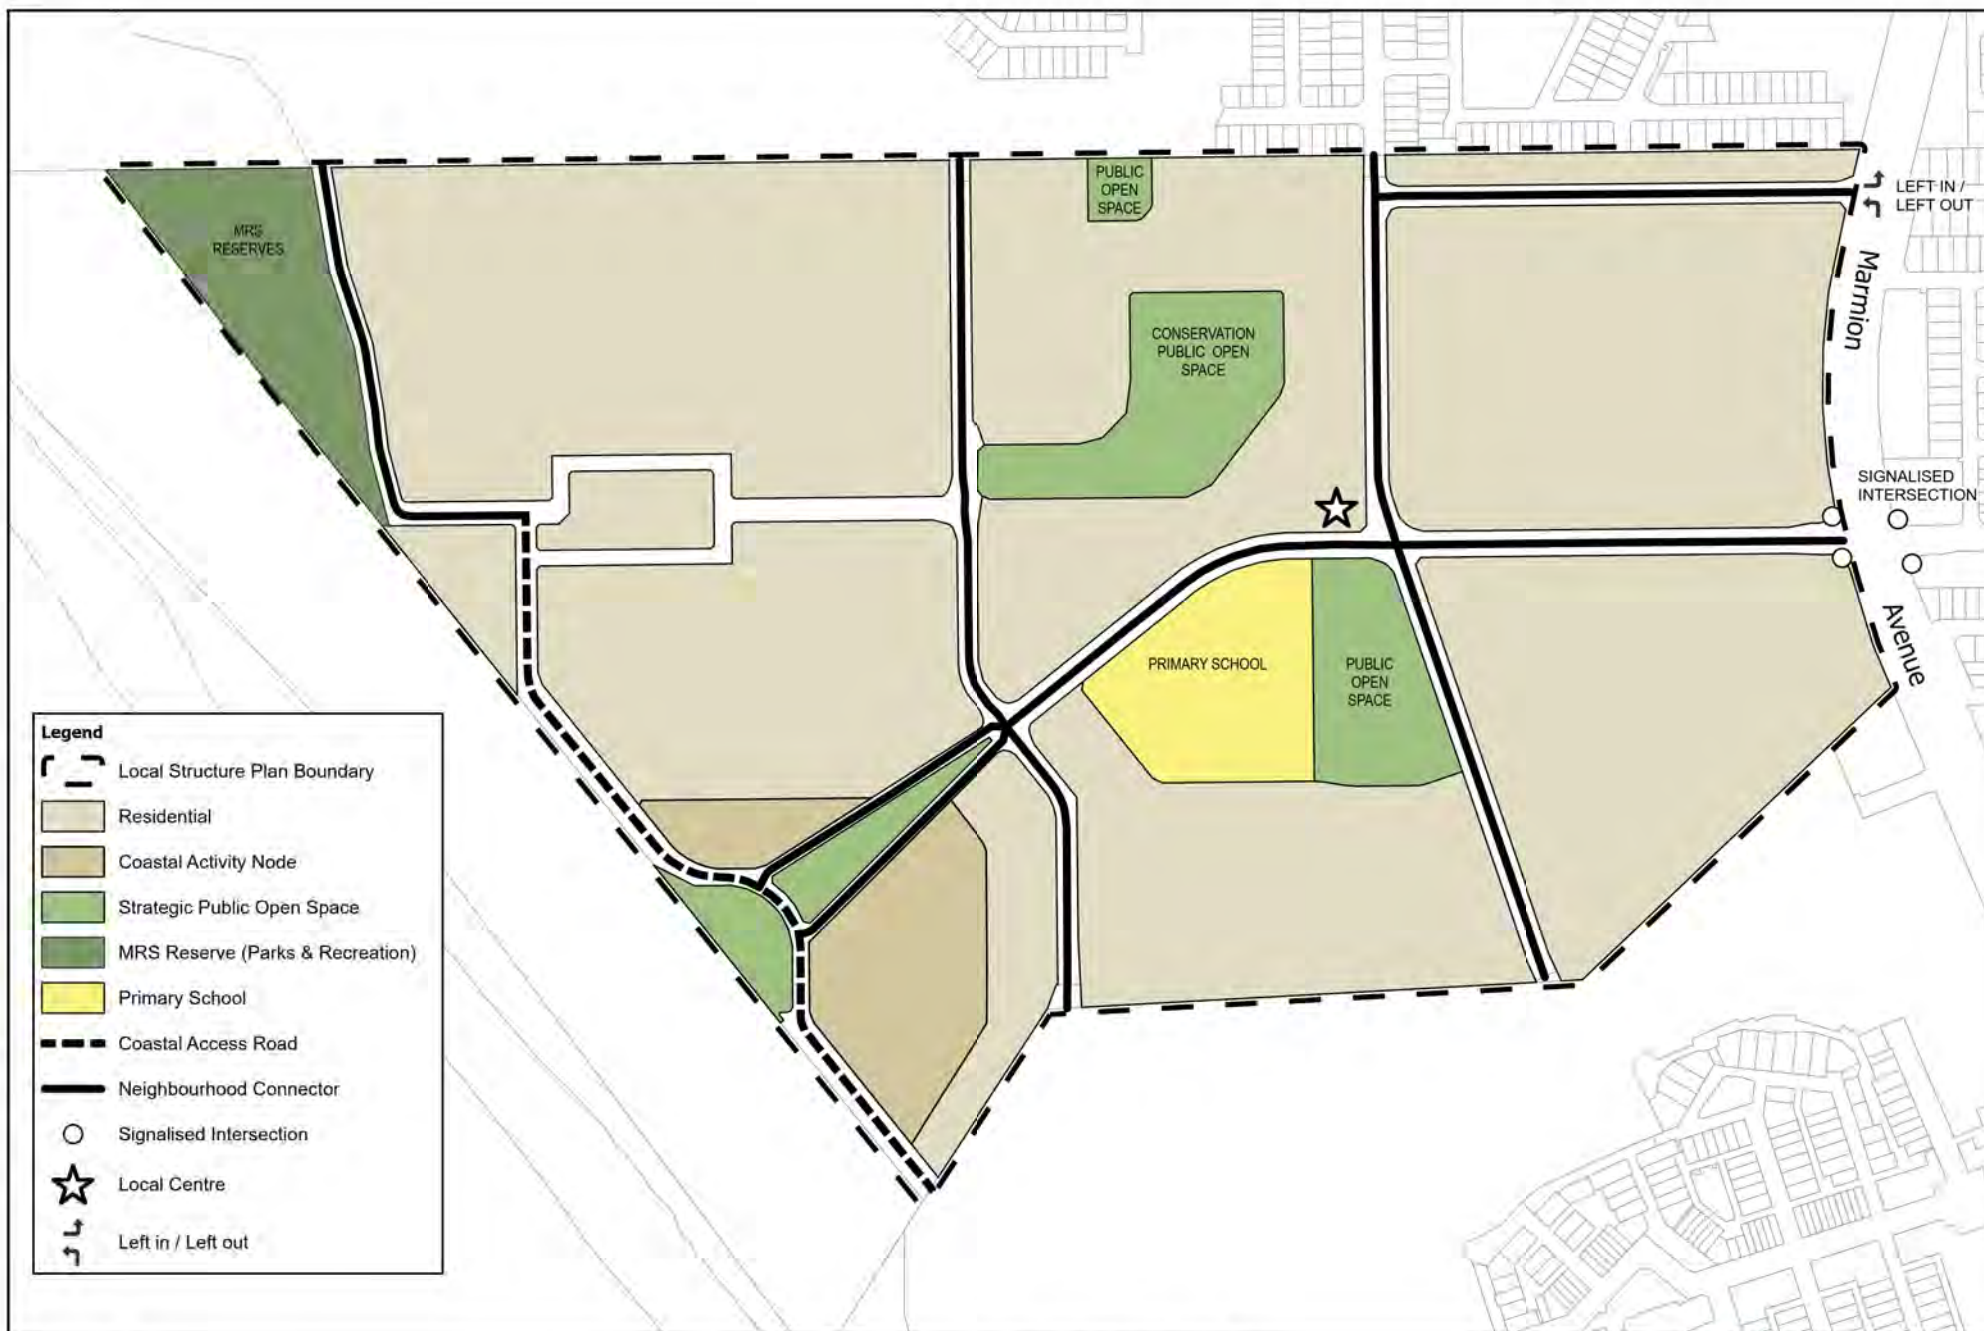 PUBLIC
OPEN
SPACE
MRS
RESERVES
LEFT IN /
LEFT OUT
Marmion
CONSERVATION
PUBLIC OPEN
SPACE
SIGNALISED
INTERSECTION
Avenue
PRIMARY SCHOOL
PUBLIC
OPEN
SPACE
Legend
Local Structure Plan Boundary
Residential
Coastal Activity Node
Strategic Public Open Space
MRS Reserve (Parks & Recreation)
Primary School
Coastal Access Road
Neighbourhood Connector
Signalised Intersection
Local Centre
Left in / Left out